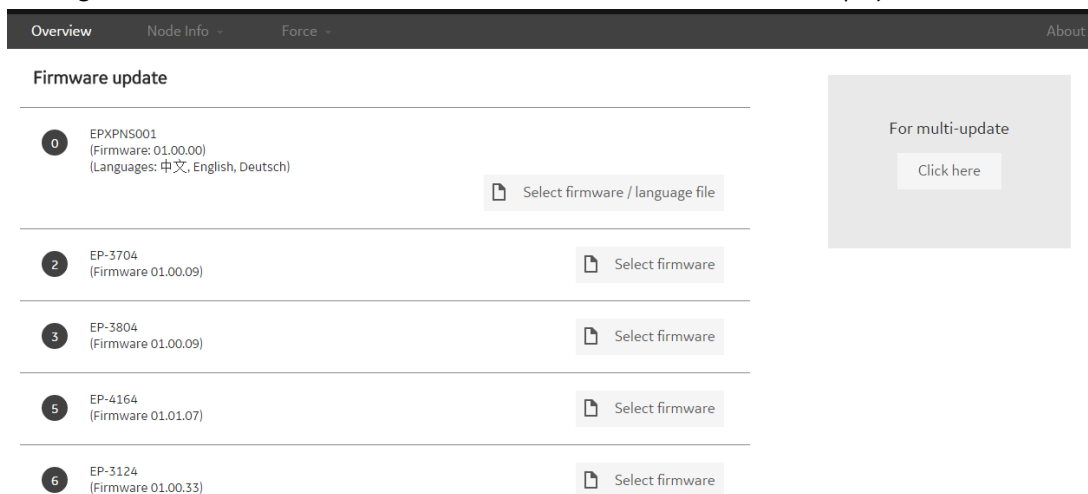 Overview Node Info Force About
Firmware update
0 EPXPNS001
(Firmware: 01.00.00)
(Languages: 中文, English, Deutsch)
Select firmware / language file
For multi-update
Click here
2 EP-3704
(Firmware 01.00.09)
Select firmware
3 EP-3804
(Firmware 01.00.09)
Select firmware
5 EP-4164
(Firmware 01.01.07)
Select firmware
6 EP-3124
(Firmware 01.00.33)
Select firmware